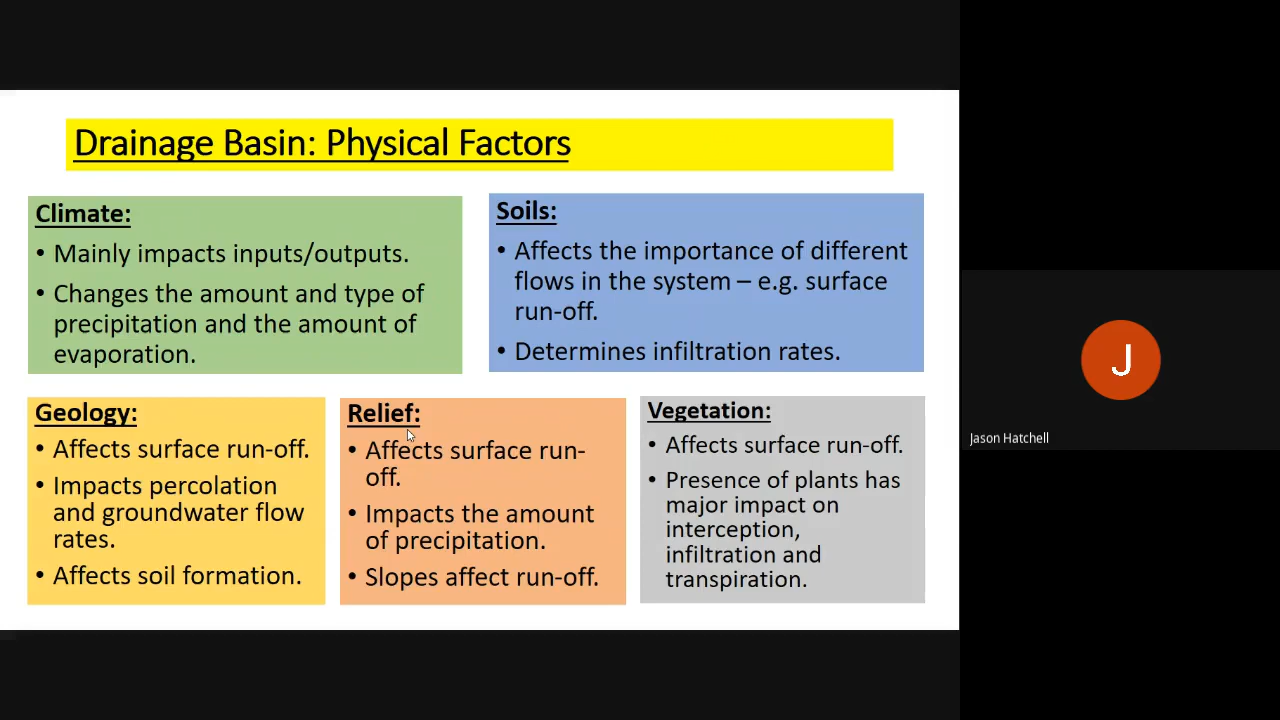 Drainage Basin: Physical Factors
Climate:
• Mainly impacts inputs/outputs.
• Changes the amount and type of
precipitation and the amount of
evaporation.
Soils:
• Affects the importance of different
flows in the system – e.g. surface
run-off.
• Determines infiltration rates.
Geology:
• Affects surface run-off.
• Impacts percolation
and groundwater flow
rates.
• Affects soil formation.
Relief:
• Affects surface run-
off.
• Impacts the amount
of precipitation.
• Slopes affect run-off.
Vegetation:
• Affects surface run-off.
• Presence of plants has
major impact on
interception,
infiltration and
transpiration.
J
Jason Hatchell